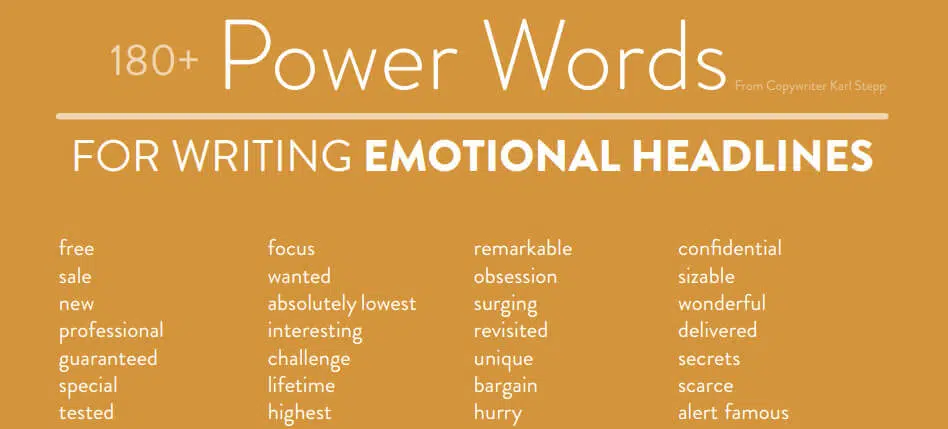 180+ Power Words From Copywriter Karl Stepp
FOR WRITING EMOTIONAL HEADLINES
free
sale
new
professional
guaranteed
special
tested
focus
wanted
absolutely lowest
interesting
challenge
lifetime
highest
remarkable
obsession
surging
revisited
unique
bargain
hurry
confidential
sizable
wonderful
delivered
secrets
scarce
alert famous